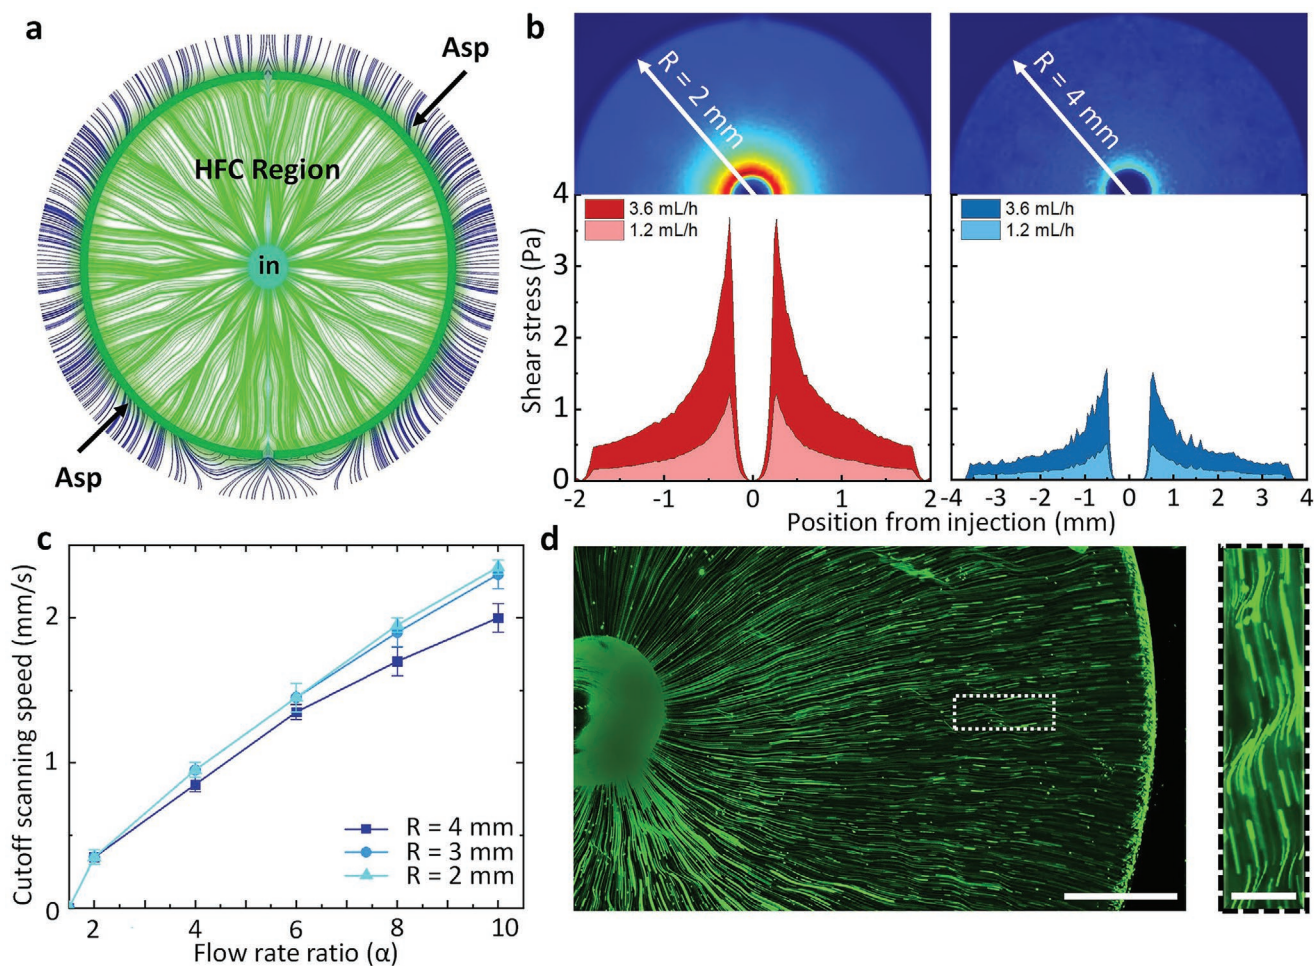 a
Asp
HFC Region
in
Asp
b
R = 2 mm
R = 4 mm
4
3
2
1
0
Shear stress (Pa)
3.6 mL/h
1.2 mL/h
3.6 mL/h
1.2 mL/h
-2 -1 0 1 2
-4 -3 -2 -1 0 1 2 3 4
Position from injection (mm)
c
Cutoff scanning speed (mm/s)
2
1
0
R = 4 mm
R = 3 mm
R = 2 mm
2 4 6 8 10
Flow rate ratio (α)
d